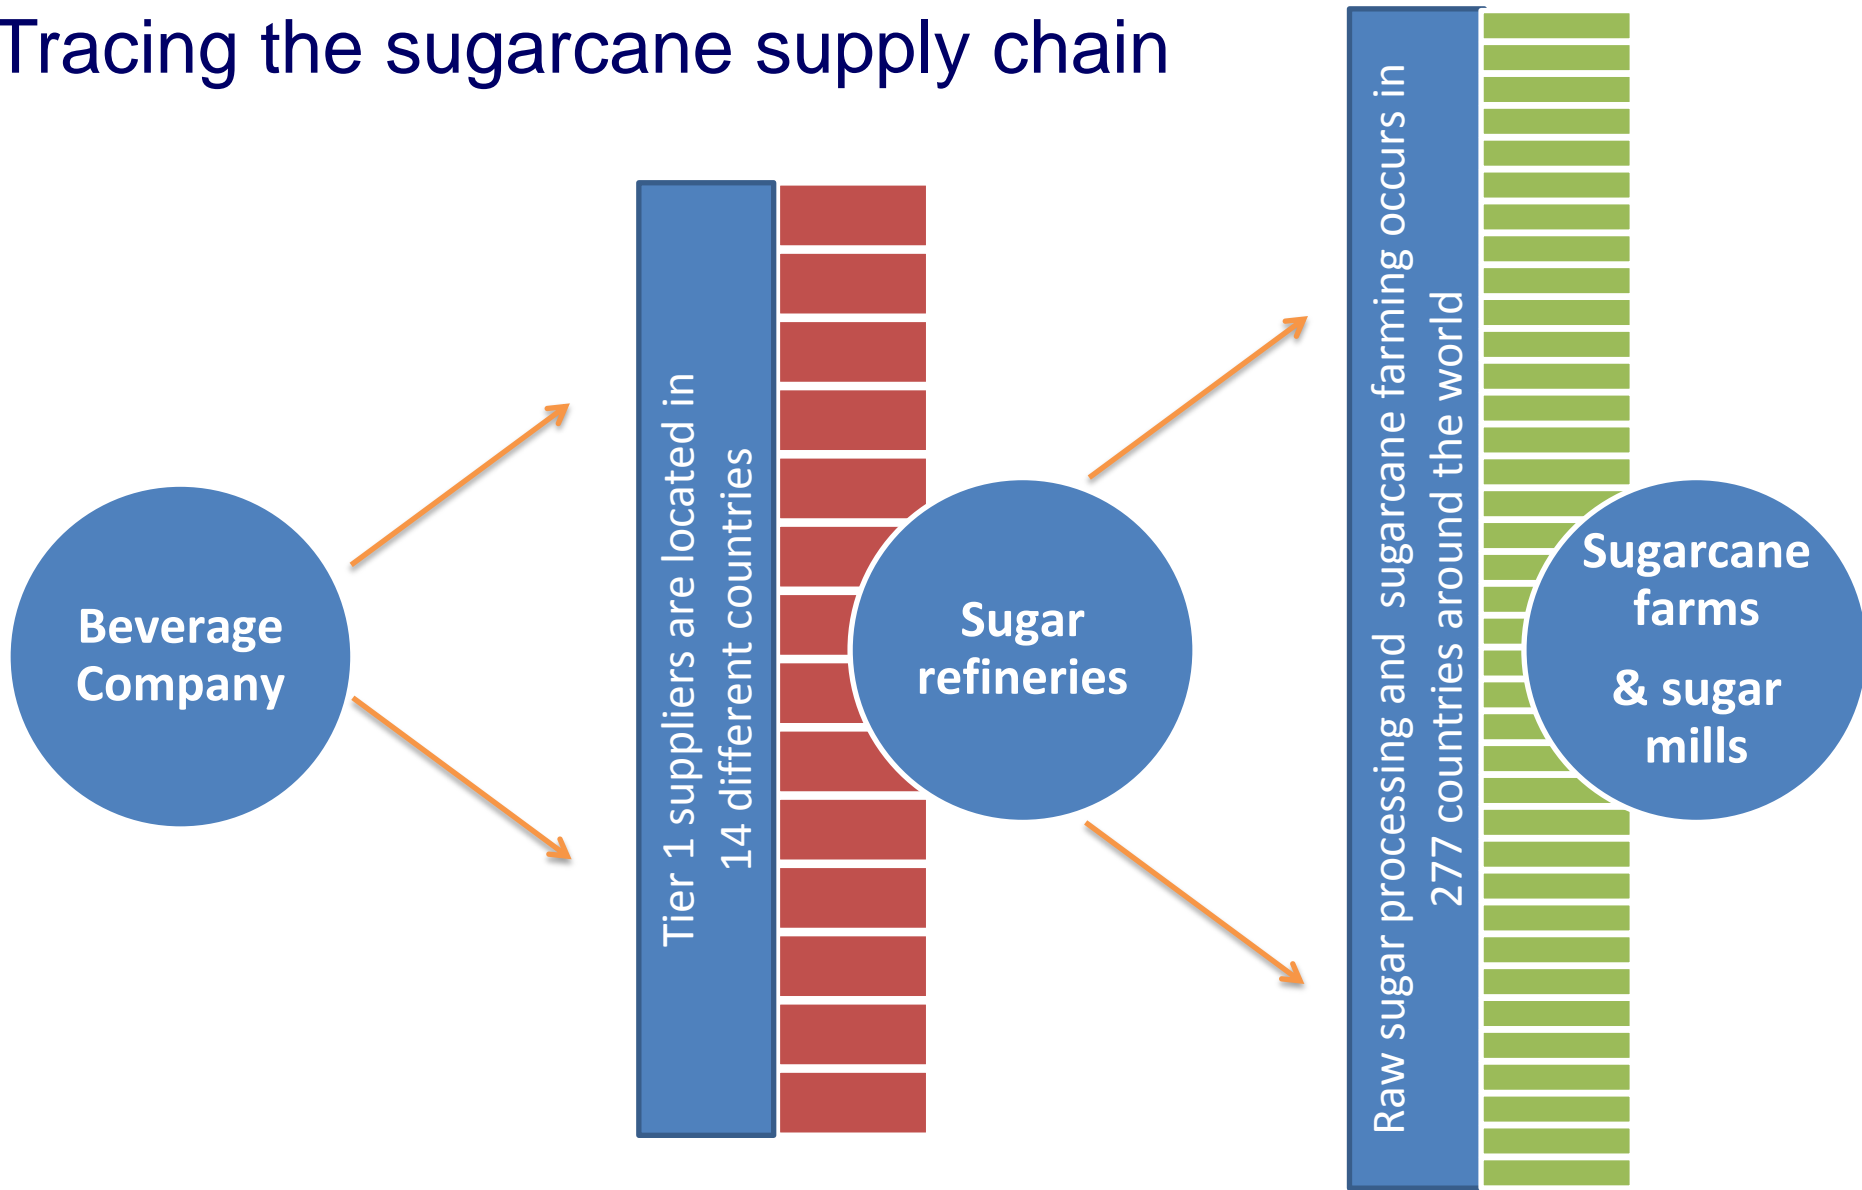 Tracing the sugarcane supply chain
Beverage
Company
Tier 1 suppliers are located in
14 different countries
Sugar
refineries
Raw sugar processing and  sugarcane farming occurs in
277 countries around the world
Sugarcane
farms
& sugar
mills